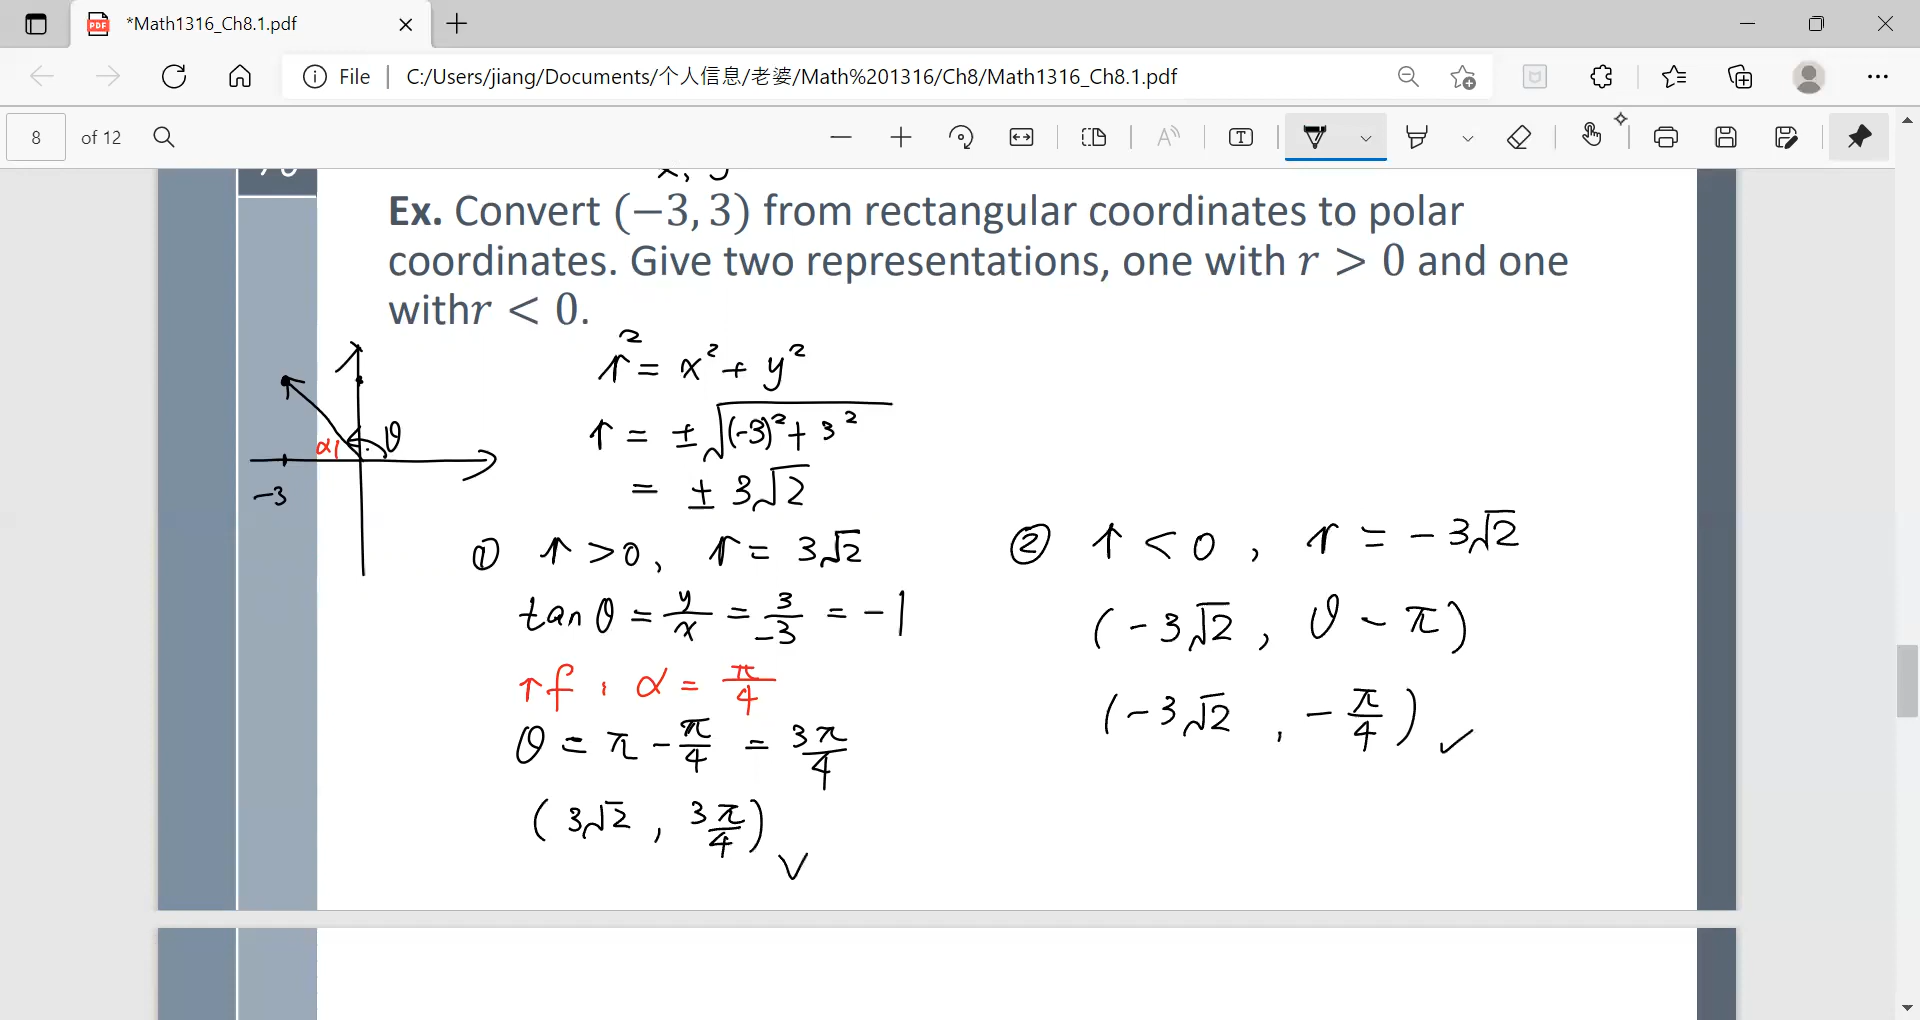 *Math1316_Ch8.1.pdf
File | C:/Users/jiang/Documents/个人信息/老婆/Math%201316/Ch8/Math1316_Ch8.1.pdf
8 of 12
x, y
Ex. Convert (−3, 3) from rectangular coordinates to polar
coordinates. Give two representations, one with r > 0 and one
withr < 0.
r² = x² + y²
r = ± √((-3)² + 3²)
= ± 3√2
θ
α
-3
① r > 0, r = 3√2
tan θ = y/x = 3/-3 = -1
rf: α = π/4
θ = π - π/4 = 3π/4
(3√2, 3π/4) ✓
② r < 0, r = -3√2
(-3√2, θ - π)
(-3√2, -π/4) ✓